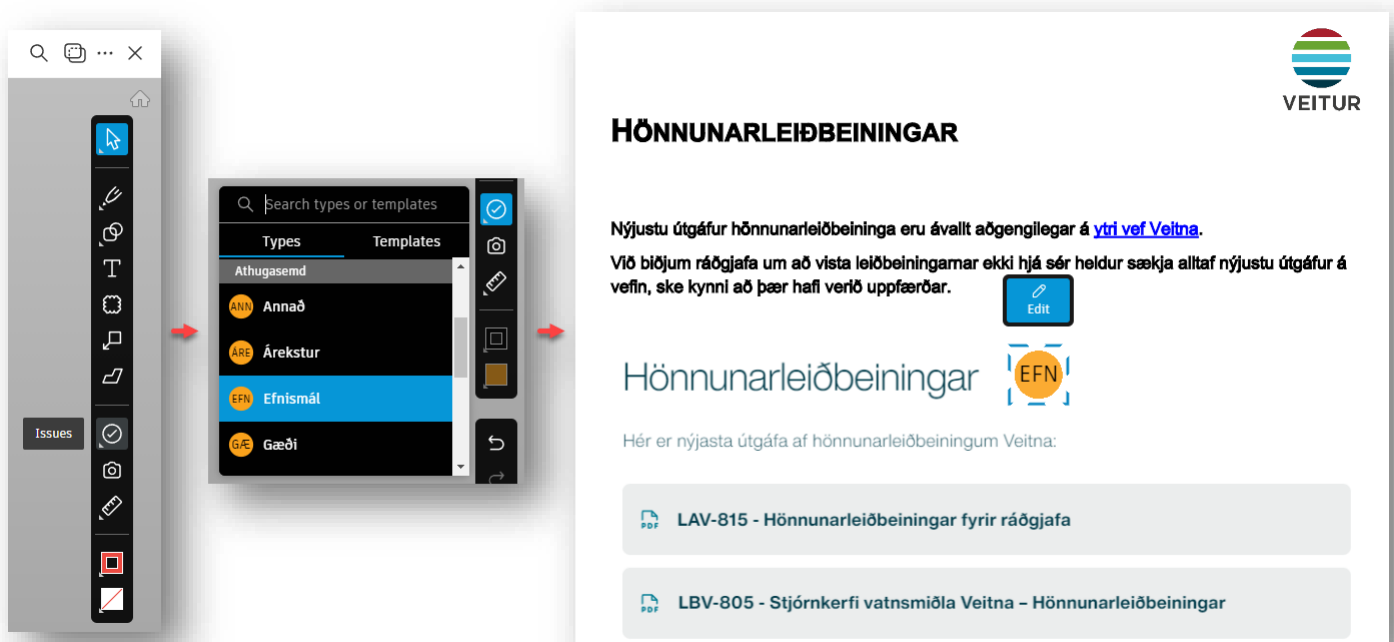 Issues
Search types or templates
Types Templates
Athugasemd
ANN Annað
ÁRE Árekstur
EFN Efnismál
GÆ Gæði
VEITUR
HÖNNUNARLEIÐBEININGAR
Nýjustu útgáfur hönnunarleiðbeininga eru ávallt aðgengilegar á ytri vef Veitna.
Við biðjum ráðgjafa um að vista leiðbeiningarnar ekki hjá sér heldur sækja alltaf nýjustu útgáfur á
vefin, ske kynni að þær hafi verið uppfærðar.
Edit
Hönnunarleiðbeiningar EFN
Hér er nýjasta útgáfa af hönnunarleiðbeiningum Veitna:
PDF LAV-815 - Hönnunarleiðbeiningar fyrir ráðgjafa
PDF LBV-805 - Stjórnkerfi vatnsmiðla Veitna – Hönnunarleiðbeiningar